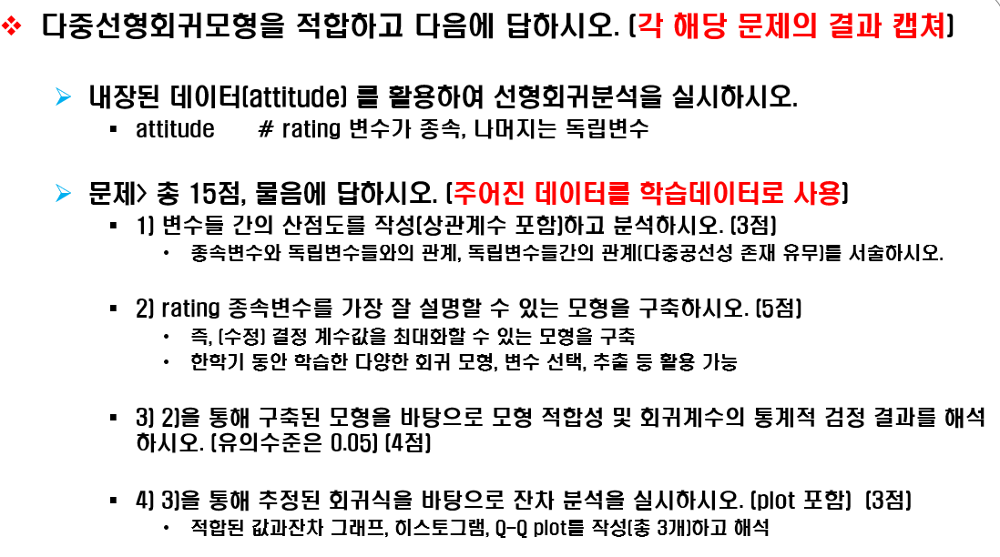 ❖ 다중선형회귀모형을 적합하고 다음에 답하시오. (각 해당 문제의 결과 캡쳐)
➢ 내장된 데이터(attitude) 를 활용하여 선형회귀분석을 실시하시오.
▪ attitude # rating 변수가 종속, 나머지는 독립변수
➢ 문제> 총 15점, 물음에 답하시오. (주어진 데이터를 학습데이터로 사용)
▪ 1) 변수들 간의 산점도를 작성(상관계수 포함)하고 분석하시오. (3점)
• 종속변수와 독립변수들와의 관계, 독립변수들간의 관계(다중공선성 존재 유무)를 서술하시오.
▪ 2) rating 종속변수를 가장 잘 설명할 수 있는 모형을 구축하시오. (5점)
• 즉, (수정) 결정 계수값을 최대화할 수 있는 모형을 구축
• 한학기 동안 학습한 다양한 회귀 모형, 변수 선택, 추출 등 활용 가능
▪ 3) 2)을 통해 구축된 모형을 바탕으로 모형 적합성 및 회귀계수의 통계적 검정 결과를 해석
하시오. (유의수준은 0.05) (4점)
▪ 4) 3)을 통해 추정된 회귀식을 바탕으로 잔차 분석을 실시하시오. (plot 포함) (3점)
• 적합된 값과잔차 그래프, 히스토그램, Q-Q plot를 작성(총 3개)하고 해석